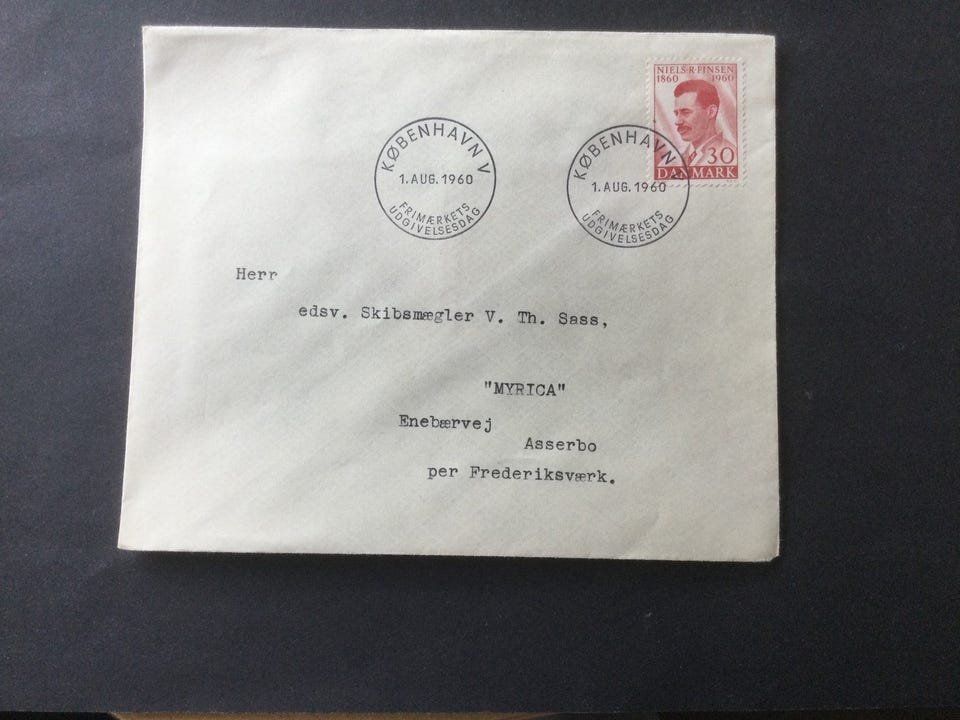 NIELS·R·FINSEN
1860 1960
30
DANMARK
KØBENHAVN V
1. AUG. 1960
FRIMÆRKETS
UDGIVELSESDAG
KØBENHAVN V
1. AUG. 1960
FRIMÆRKETS
UDGIVELSESDAG
Herr
edsv. Skibsmægler V. Th. Sass,
"MYRICA"
Enebærvej
Asserbo
per Frederiksværk.